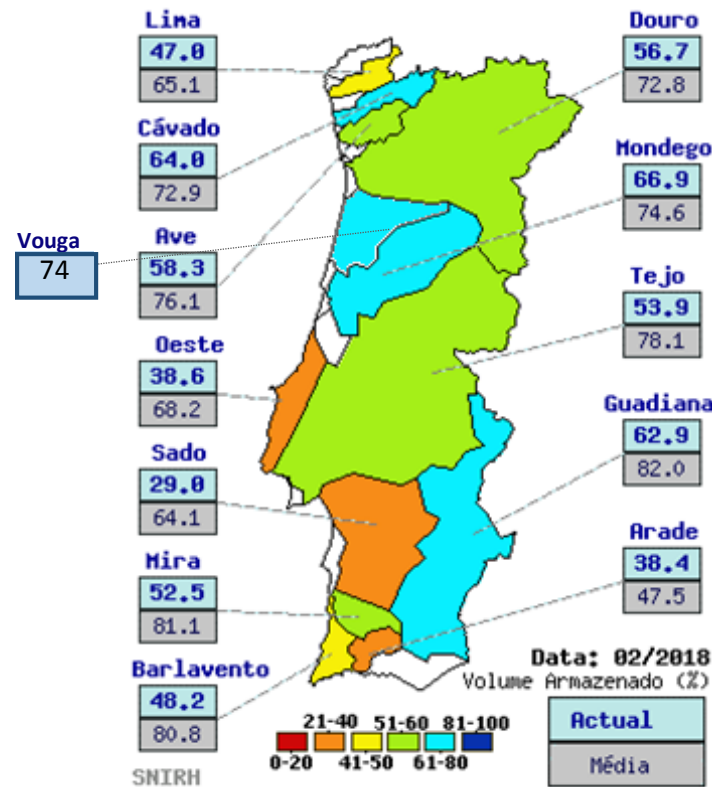 Lima
47.0
65.1
Cávado
64.0
72.9
Vouga
74
Ave
58.3
76.1
Oeste
38.6
68.2
Sado
29.0
64.1
Mira
52.5
81.1
Barlavento
48.2
80.8
Douro
56.7
72.8
Mondego
66.9
74.6
Tejo
53.9
78.1
Guadiana
62.9
82.0
Arade
38.4
47.5
Data: 02/2018
Volume Armazenado (%)
Actual
Média
21-40 51-60 81-100
0-20 41-50 61-80
SNIRH